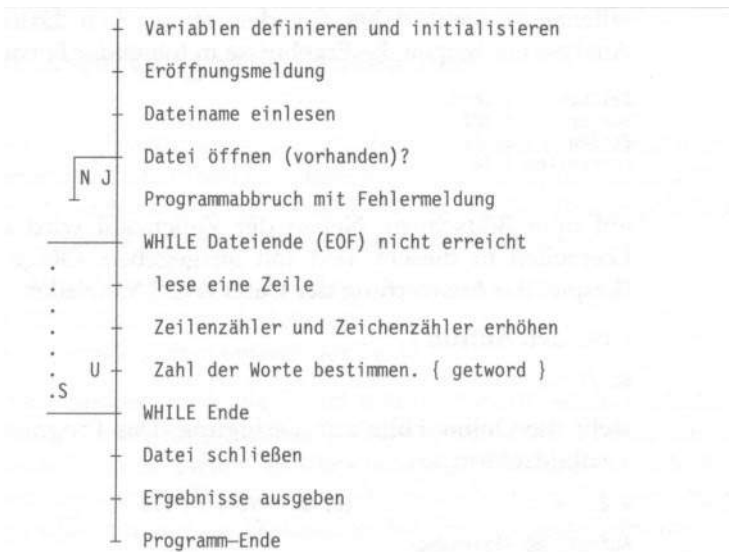 Variablen definieren und initialisieren
Eröffnungsmeldung
Dateiname einlesen
Datei öffnen (vorhanden)?
N J
Programmabbruch mit Fehlermeldung
WHILE Dateiende (EOF) nicht erreicht
lese eine Zeile
Zeilenzähler und Zeichenzähler erhöhen
U Zahl der Worte bestimmen. { getword }
.S
WHILE Ende
Datei schließen
Ergebnisse ausgeben
Programm—Ende